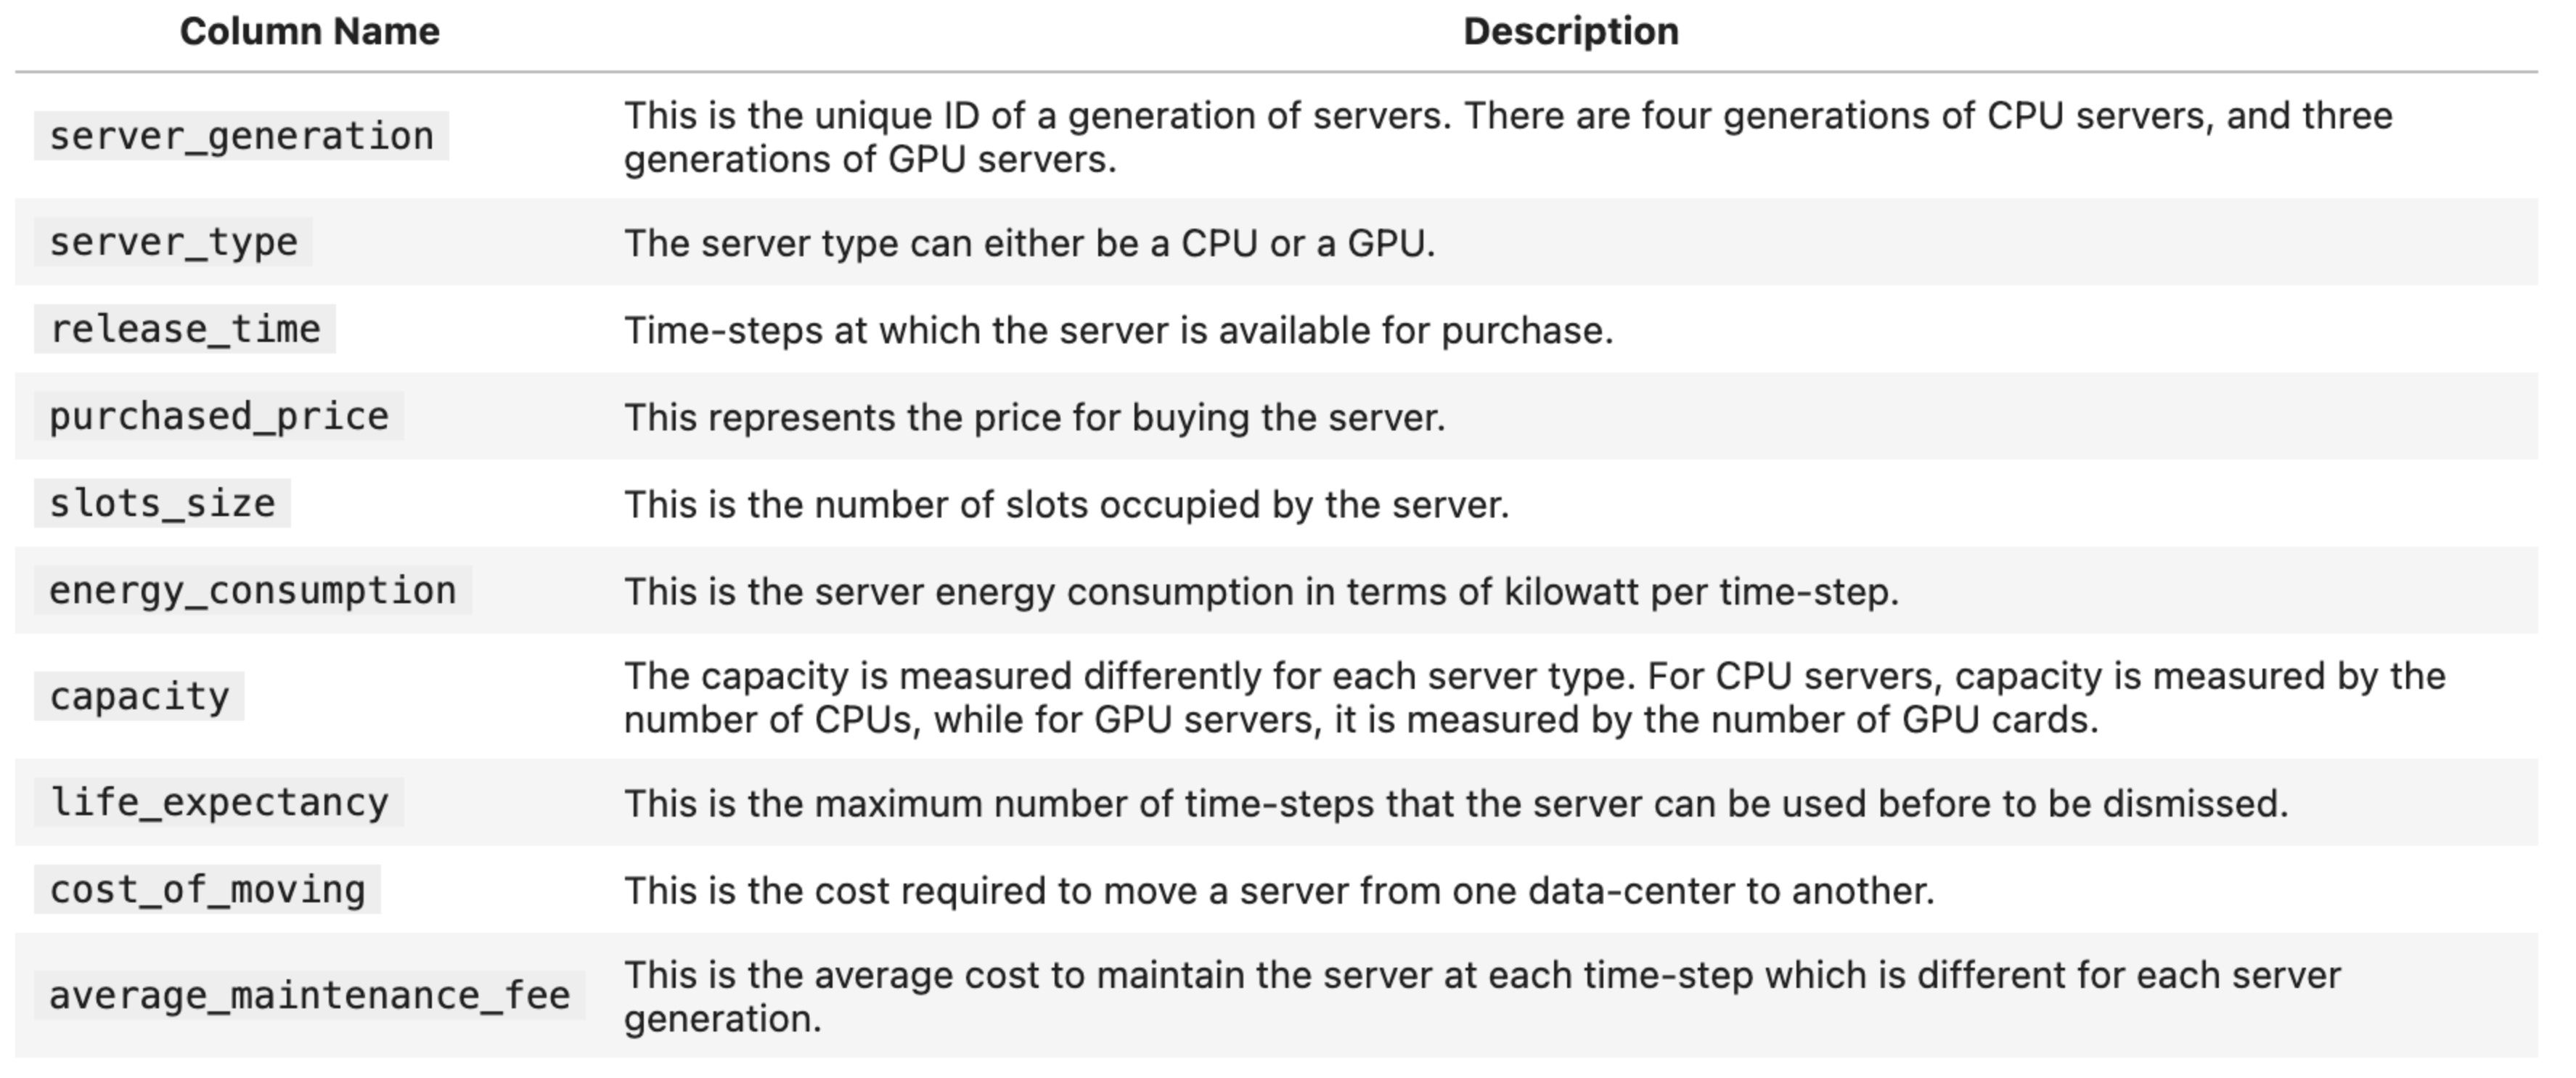 Column Name Description
server_generation
This is the unique ID of a generation of servers. There are four generations of CPU servers, and three
generations of GPU servers.
server_type
The server type can either be a CPU or a GPU.
release_time
Time-steps at which the server is available for purchase.
purchased_price
This represents the price for buying the server.
slots_size
This is the number of slots occupied by the server.
energy_consumption
This is the server energy consumption in terms of kilowatt per time-step.
capacity
The capacity is measured differently for each server type. For CPU servers, capacity is measured by the
number of CPUs, while for GPU servers, it is measured by the number of GPU cards.
life_expectancy
This is the maximum number of time-steps that the server can be used before to be dismissed.
cost_of_moving
This is the cost required to move a server from one data-center to another.
average_maintenance_fee
This is the average cost to maintain the server at each time-step which is different for each server
generation.